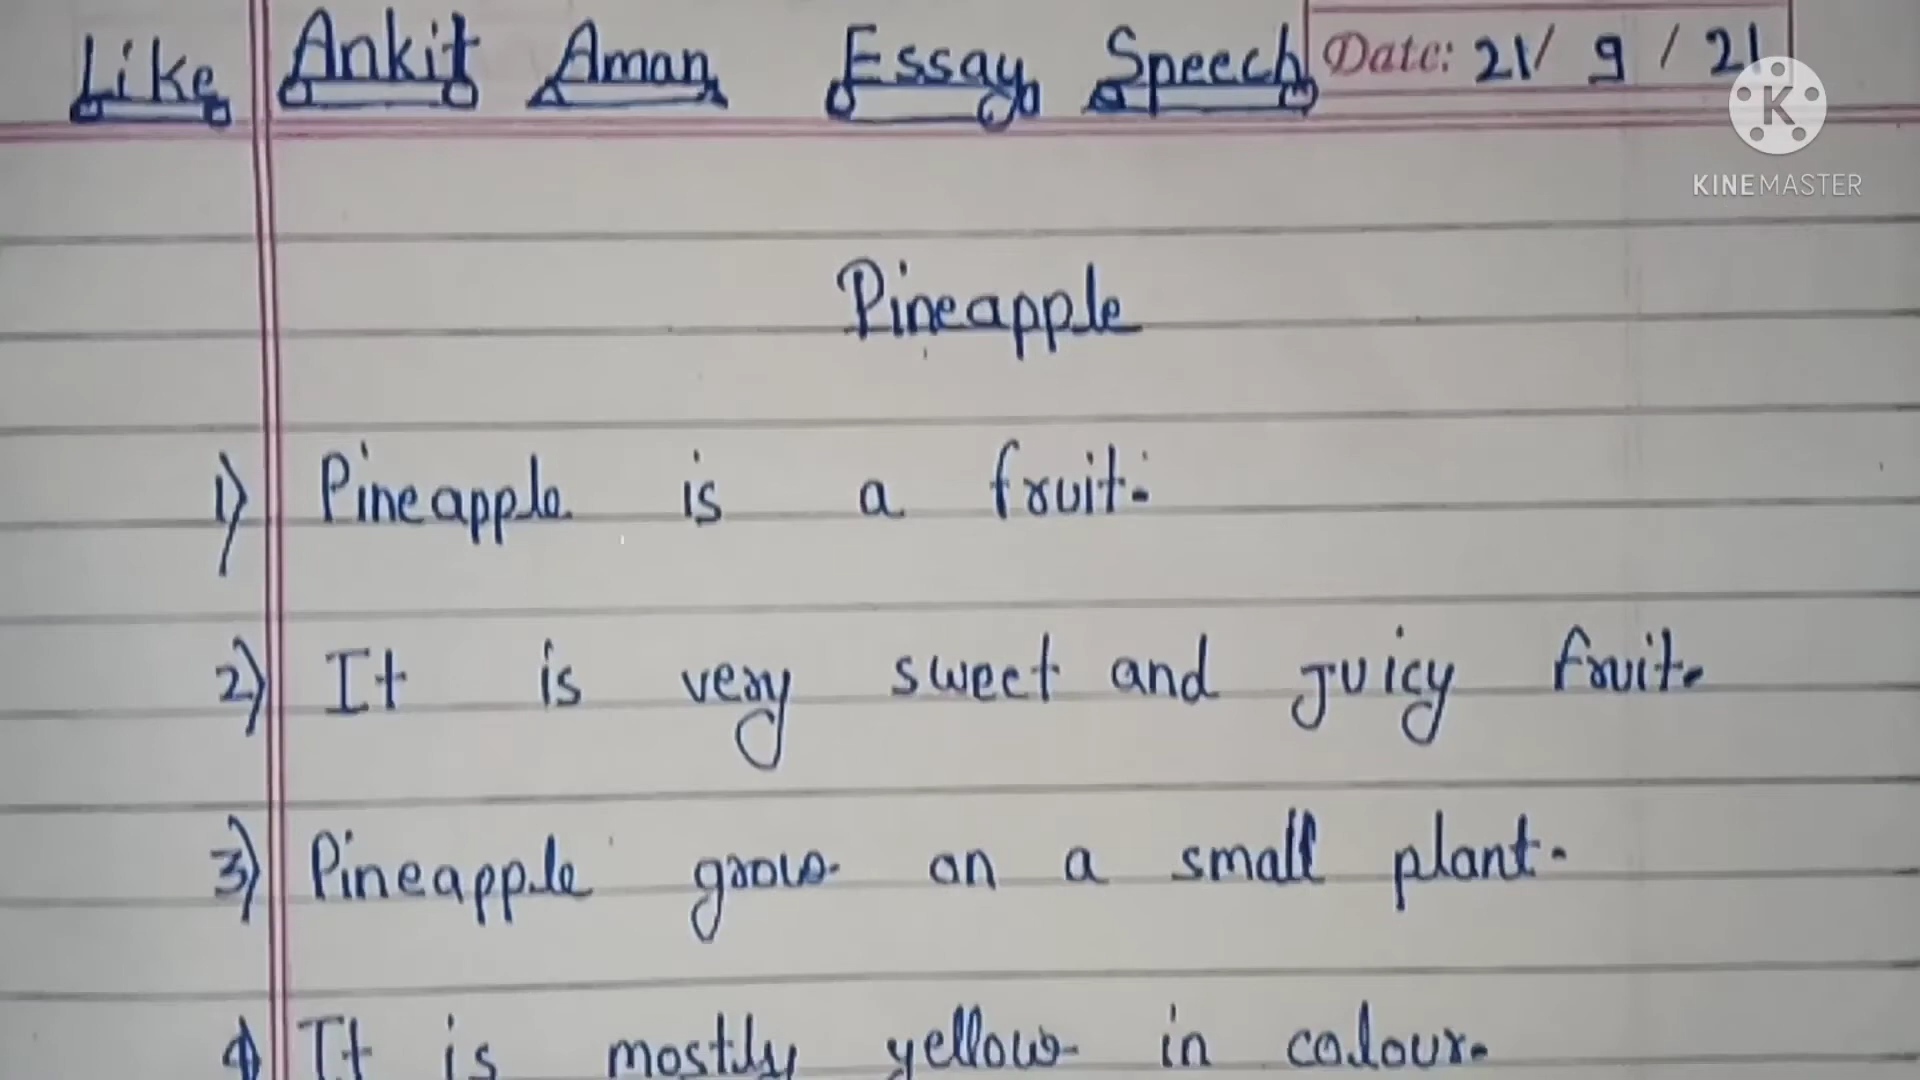 Like Ankit Aman Essay Speech Date: 21/ 9 / 21
KINEMASTER
Pineapple
1) Pineapple is a fruit.
2) It is very sweet and juicy fruit.
3) Pineapple grow on a small plant.
4) It is mostly yellow in colour.